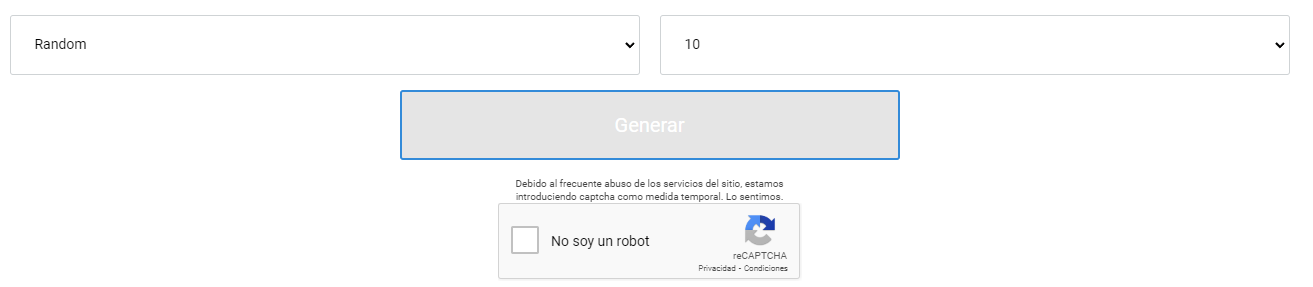 Random
10
Generar
Debido al frecuente abuso de los servicios del sitio, estamos
introduciendo captcha como medida temporal. Lo sentimos.
No soy un robot
reCAPTCHA
Privacidad - Condiciones